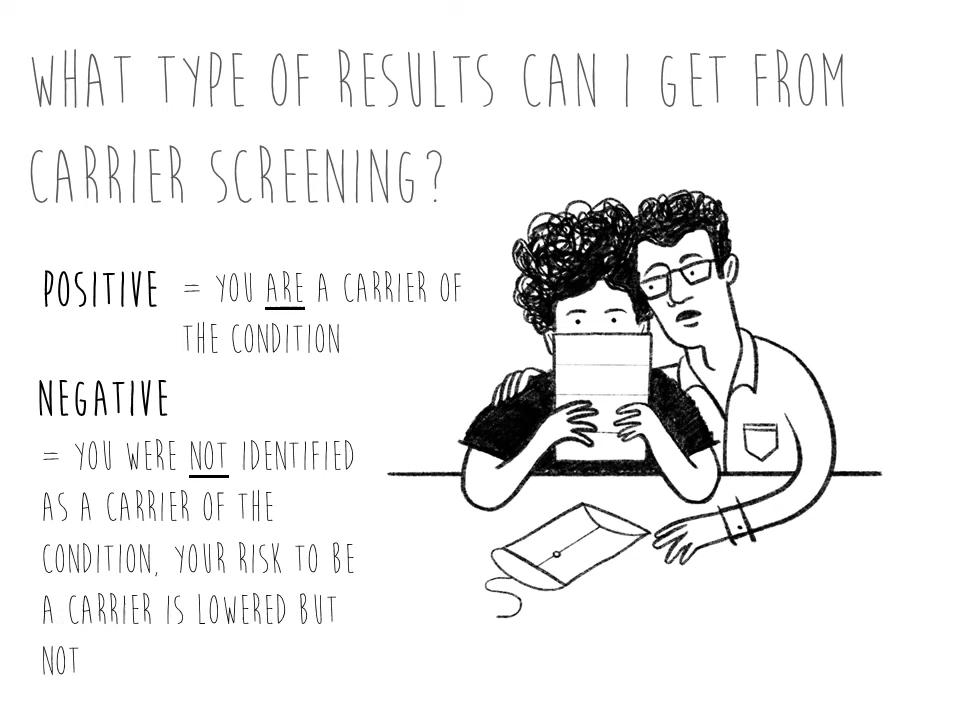 WHAT TYPE OF RESULTS CAN I GET FROM
CARRIER SCREENING?
POSITIVE = YOU ARE A CARRIER OF
THE CONDITION
NEGATIVE
= YOU WERE NOT IDENTIFIED
AS A CARRIER OF THE
CONDITION, YOUR RISK TO BE
A CARRIER IS LOWERED BUT
NOT